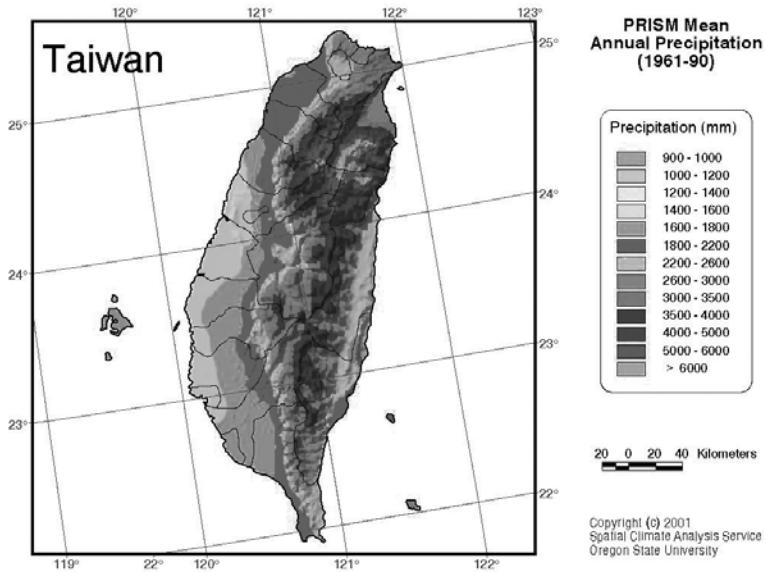 120°
121°
122°
123°
Taiwan
25°
25°
24°
24°
23°
23°
22°
119°
22°
120°
121°
122°
PRISM Mean
Annual Precipitation
(1961-90)
Precipitation (mm)
900 - 1000
1000 - 1200
1200 - 1400
1400 - 1600
1600 - 1800
1800 - 2200
2200 - 2600
2600 - 3000
3000 - 3500
3500 - 4000
4000 - 5000
5000 - 6000
> 6000
20 0 20 40 Kilometers
Copyright (c) 2001
Spatial Climate Analysis Service
Oregon State University